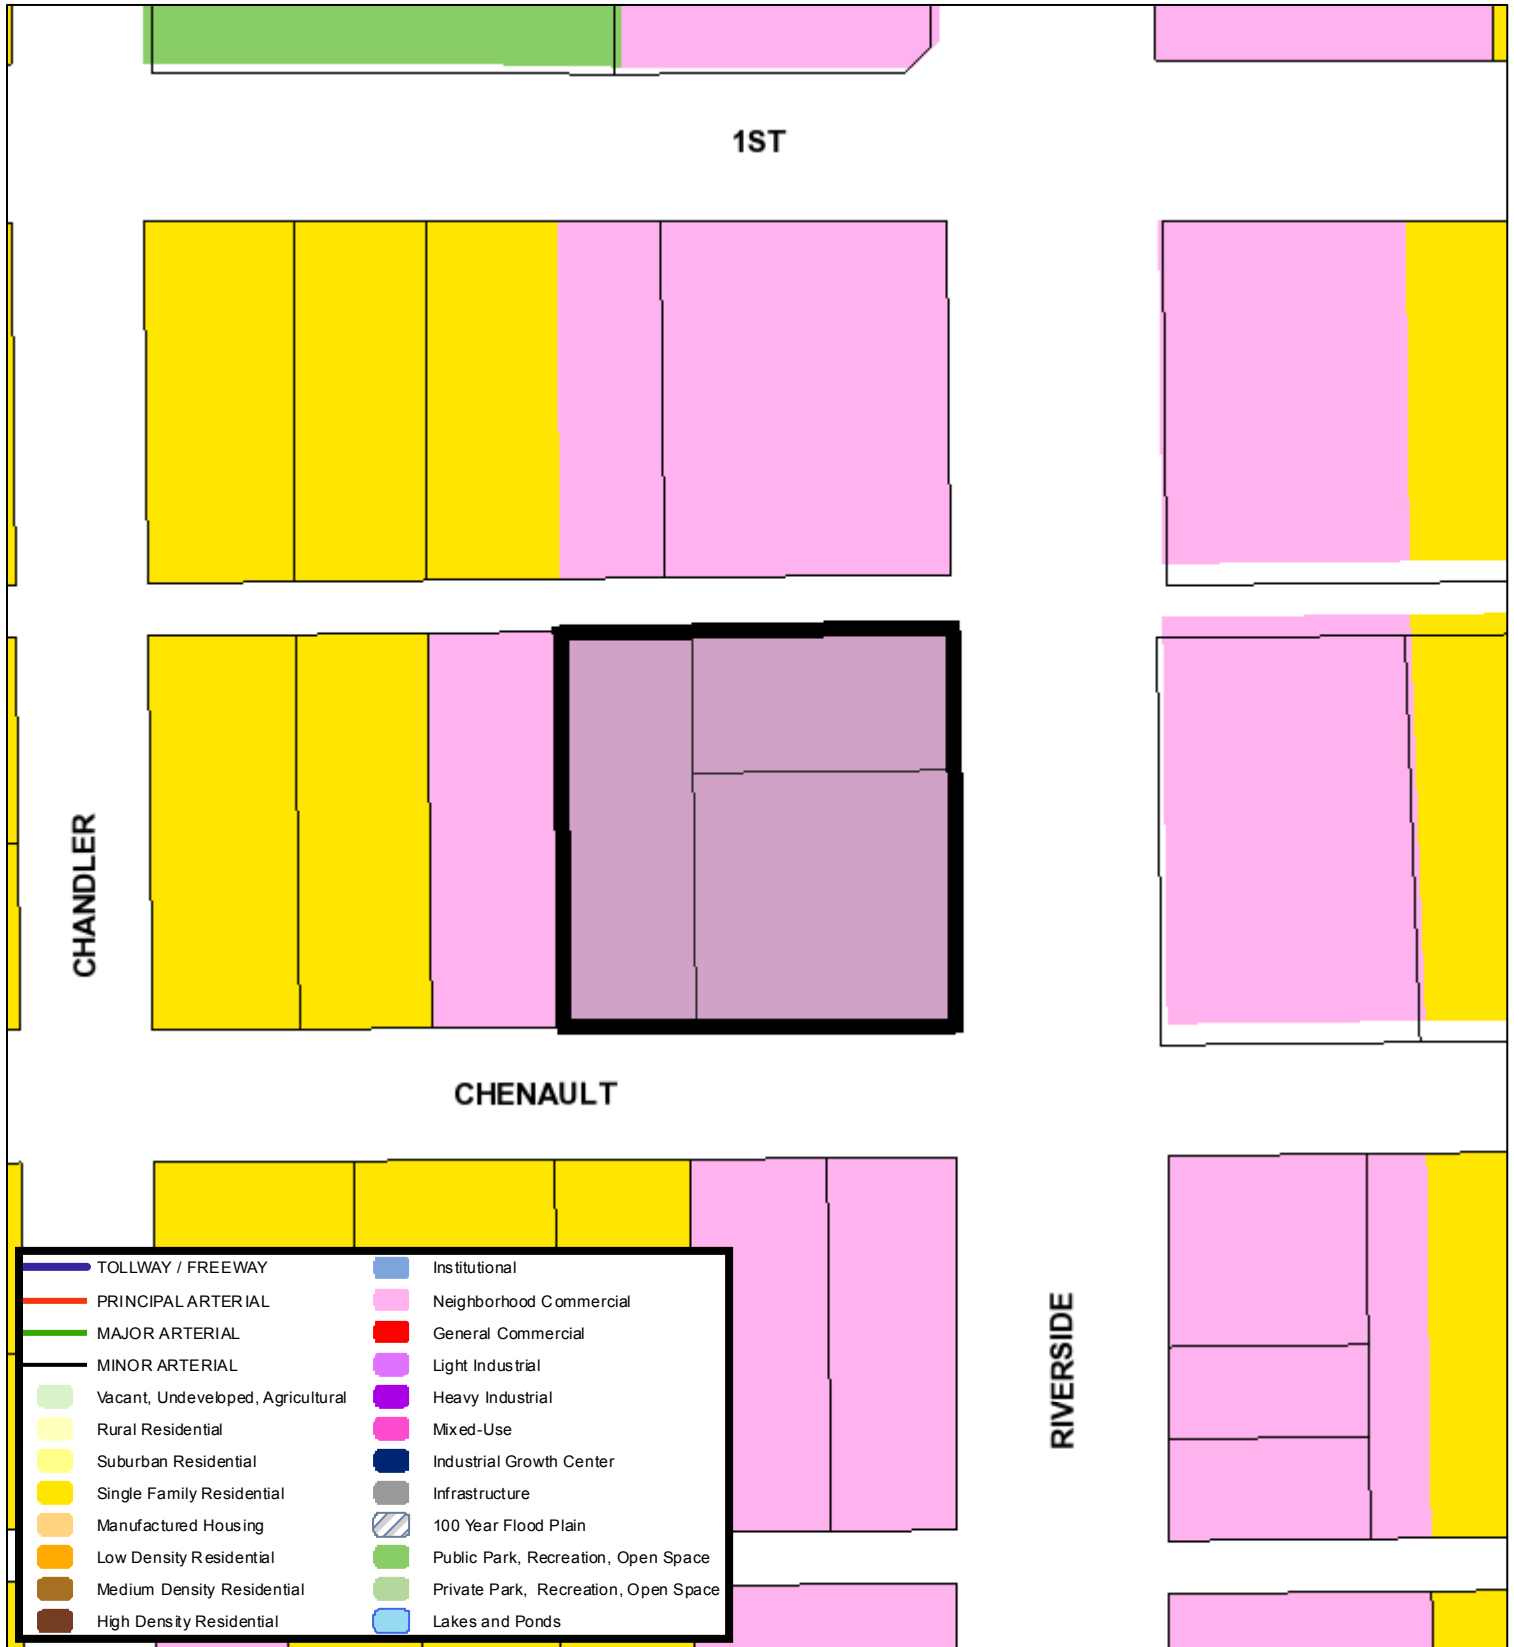 1ST
CHANDLER
CHENAULT
RIVERSIDE
TOLLWAY / FREEWAY
PRINCIPAL ARTERIAL
MAJOR ARTERIAL
MINOR ARTERIAL
Vacant, Undeveloped, Agricultural
Rural Residential
Suburban Residential
Single Family Residential
Manufactured Housing
Low Density Residential
Medium Density Residential
High Density Residential
Institutional
Neighborhood Commercial
General Commercial
Light Industrial
Heavy Industrial
Mixed-Use
Industrial Growth Center
Infrastructure
100 Year Flood Plain
Public Park, Recreation, Open Space
Private Park, Recreation, Open Space
Lakes and Ponds